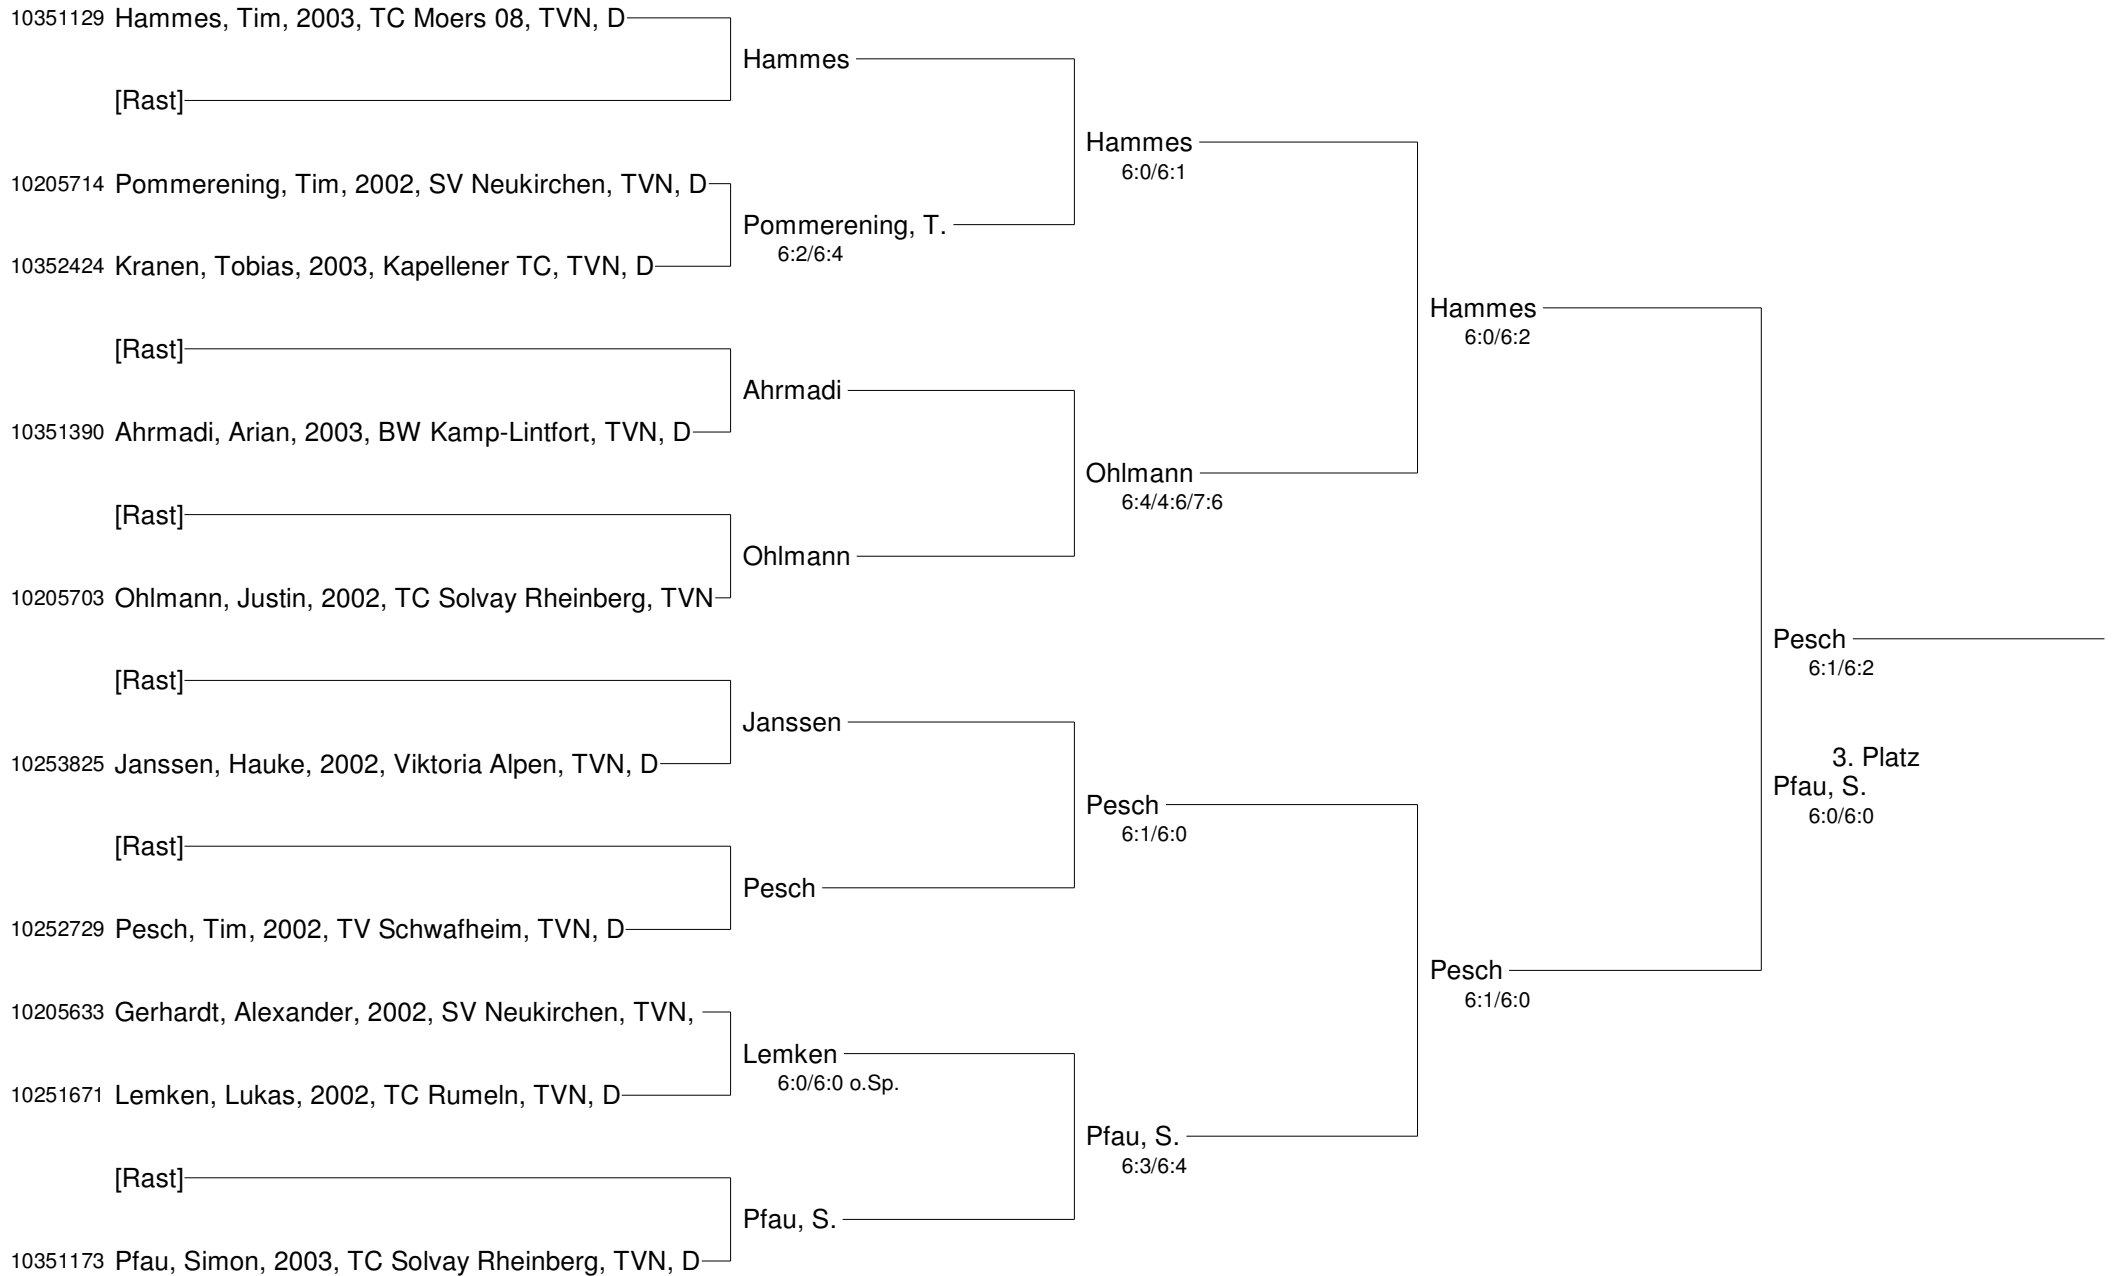 10351129 Hammes, Tim, 2003, TC Moers 08, TVN, D
[Rast]
10205714 Pommerening, Tim, 2002, SV Neukirchen, TVN, D
10352424 Kranen, Tobias, 2003, Kapellener TC, TVN, D
[Rast]
10351390 Ahrmadi, Arian, 2003, BW Kamp-Lintfort, TVN, D
[Rast]
10205703 Ohlmann, Justin, 2002, TC Solvay Rheinberg, TVN
[Rast]
10253825 Janssen, Hauke, 2002, Viktoria Alpen, TVN, D
[Rast]
10252729 Pesch, Tim, 2002, TV Schwafheim, TVN, D
10205633 Gerhardt, Alexander, 2002, SV Neukirchen, TVN,
10251671 Lemken, Lukas, 2002, TC Rumeln, TVN, D
[Rast]
10351173 Pfau, Simon, 2003, TC Solvay Rheinberg, TVN, D
Hammes
Pommerening, T.
6:2/6:4
Ahrmadi
Ohlmann
Janssen
Pesch
Lemken
6:0/6:0 o.Sp.
Pfau, S.
Hammes
6:0/6:1
Ohlmann
6:4/4:6/7:6
Pesch
6:1/6:0
Pfau, S.
6:3/6:4
Hammes
6:0/6:2
Pesch
6:1/6:0
Pesch
6:1/6:2
3. Platz
Pfau, S.
6:0/6:0